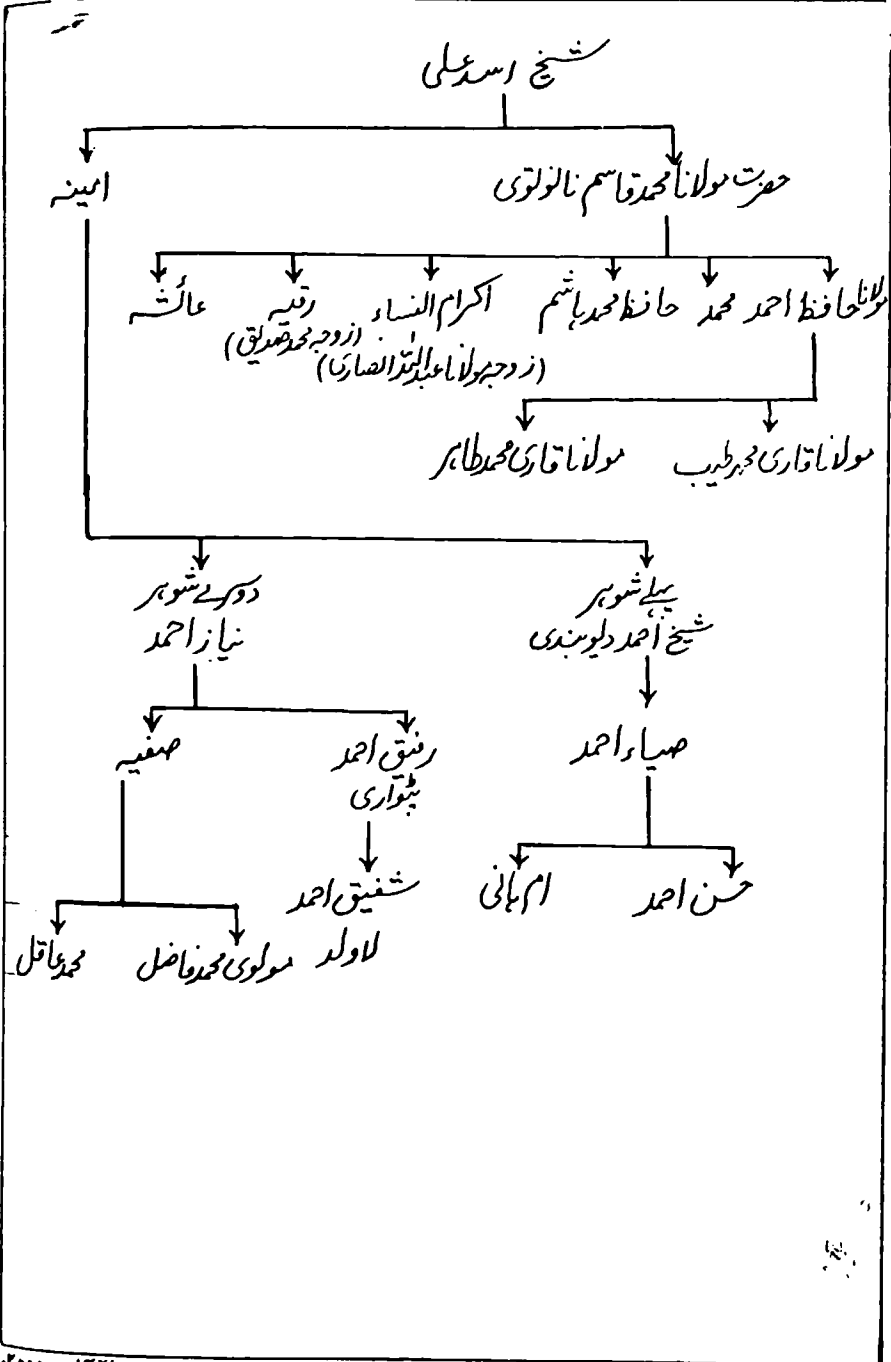 شیخ اسد علی
حضرت مولانا محمد قاسم نانوتوی
امینہ
مولانا حافظ احمد
محمد
حافظ محمد ہاشم
اکرام النساء
(زوجہ مولانا عبداللہ انصاری)
رقیہ
(زوجہ محمد صدیق)
عائشہ
مولانا قاری محمد طیب
مولانا قاری محمد طاہر
پہلے شوہر
شیخ احمد دیوبندی
دوسرے شوہر
نیاز احمد
ضیاء احمد
رفیق احمد
پٹواری
صفیہ
حسن احمد
ام ہانی
شفیق احمد
لاولد
مولوی محمد فاضل
محمد عاقل